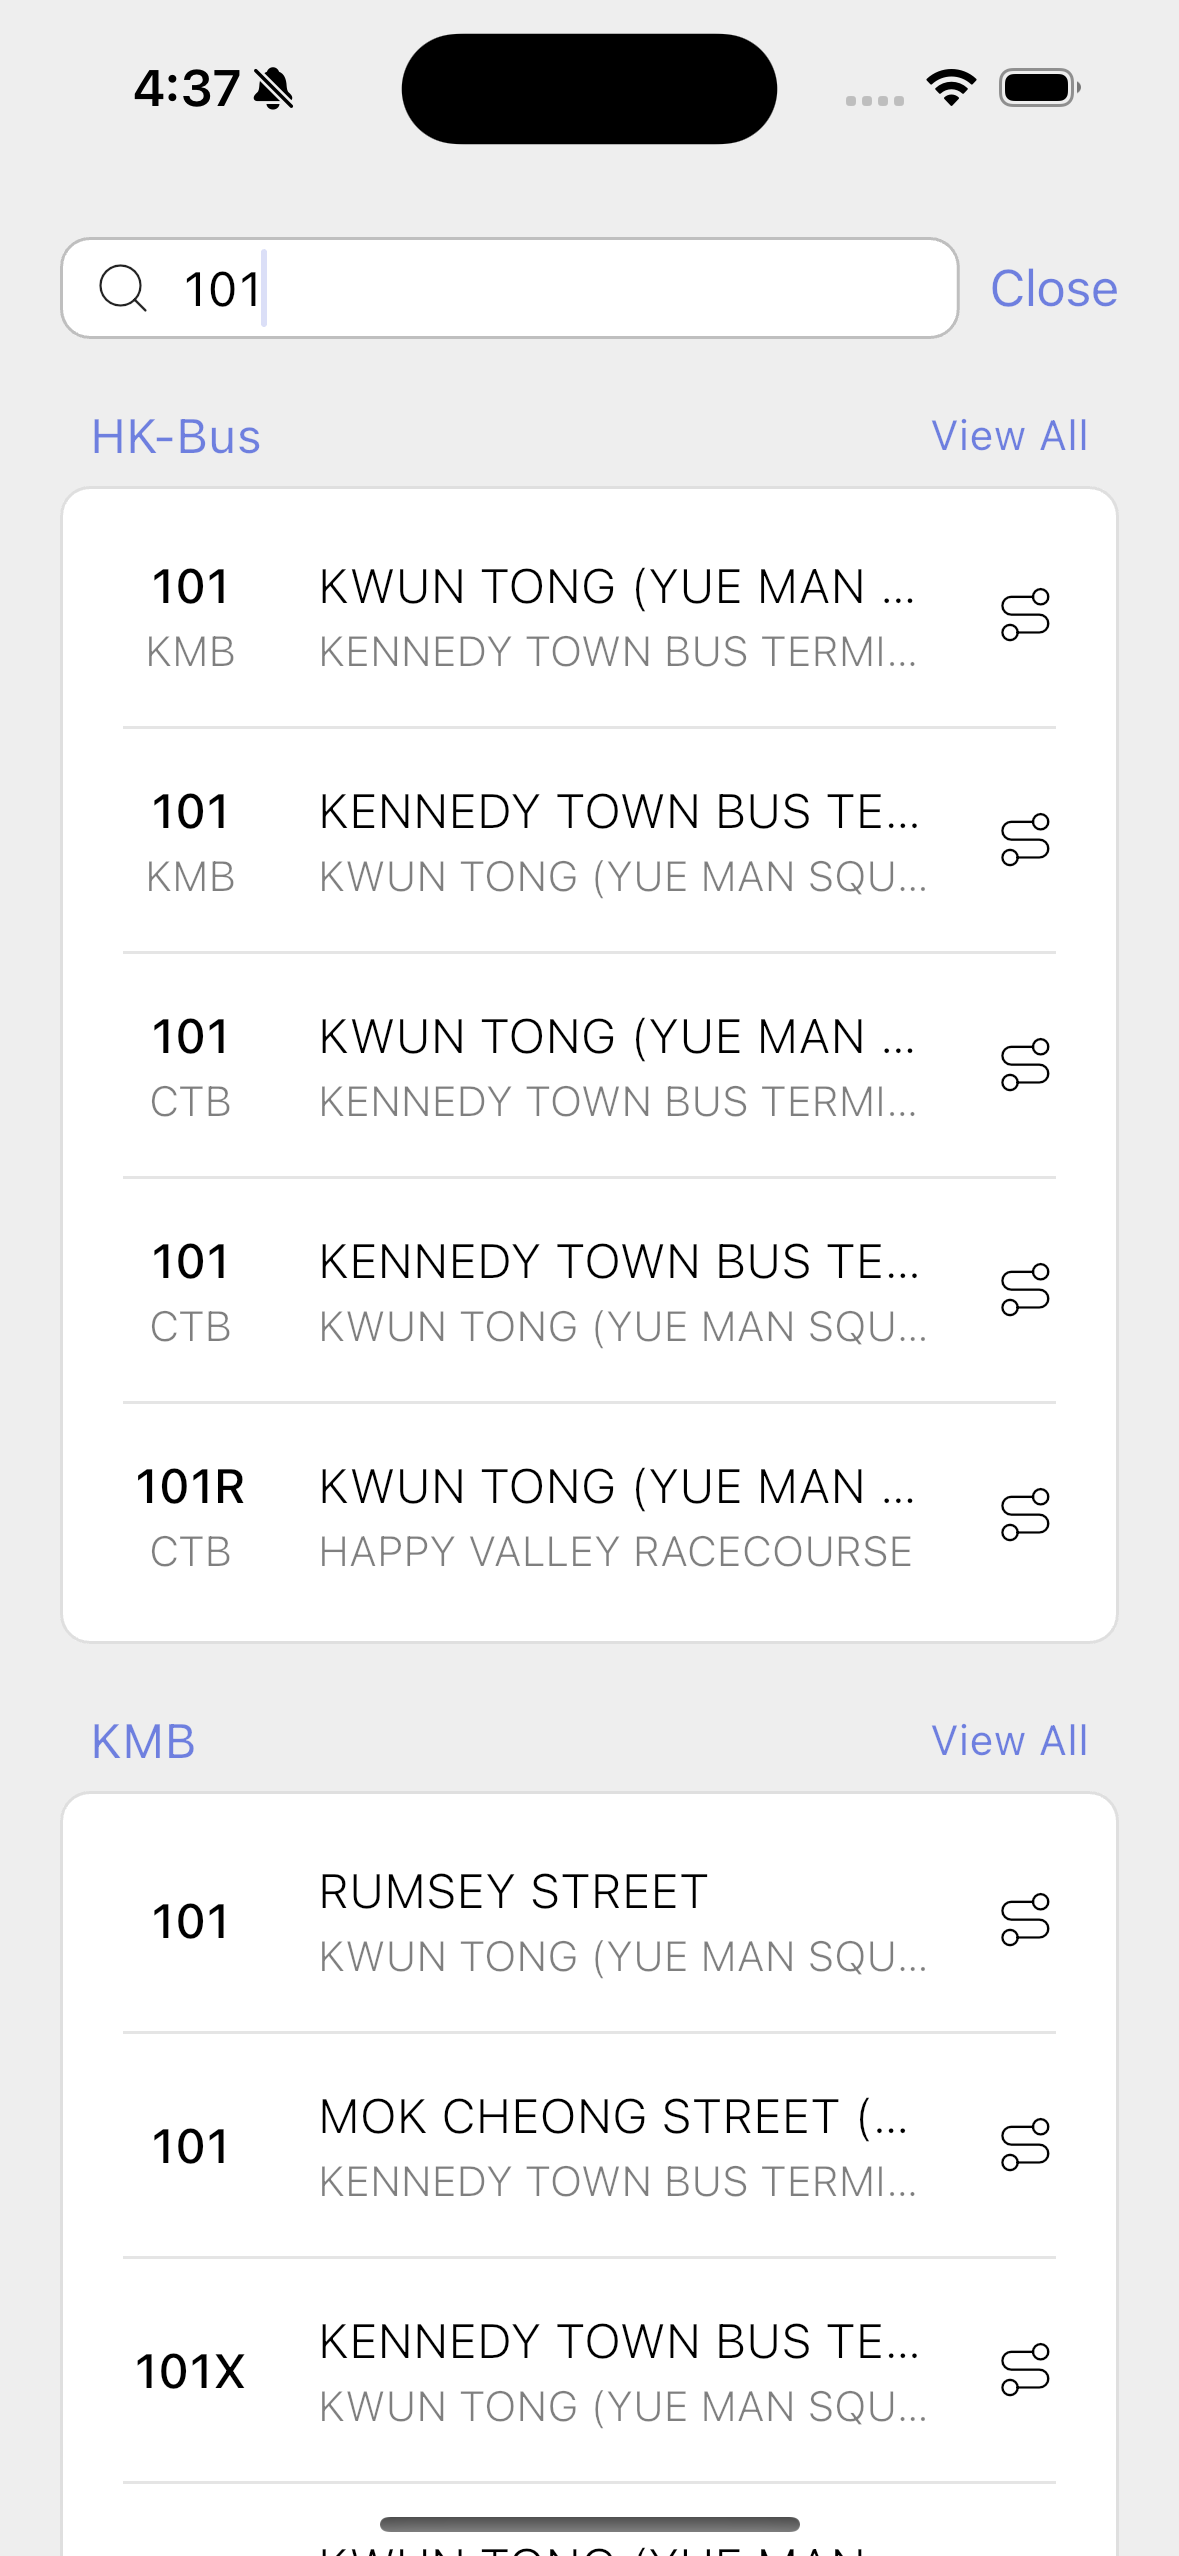 4:37
101
Close
HK-Bus
View All
101
KWUN TONG (YUE MAN ...
KMB
KENNEDY TOWN BUS TERMI...
101
KENNEDY TOWN BUS TE...
KMB
KWUN TONG (YUE MAN SQU...
101
KWUN TONG (YUE MAN ...
CTB
KENNEDY TOWN BUS TERMI...
101
KENNEDY TOWN BUS TE...
CTB
KWUN TONG (YUE MAN SQU...
101R
KWUN TONG (YUE MAN ...
CTB
HAPPY VALLEY RACECOURSE
KMB
View All
101
RUMSEY STREET
KWUN TONG (YUE MAN SQU...
101
MOK CHEONG STREET (...
KENNEDY TOWN BUS TERMI...
101X
KENNEDY TOWN BUS TE...
KWUN TONG (YUE MAN SQU...